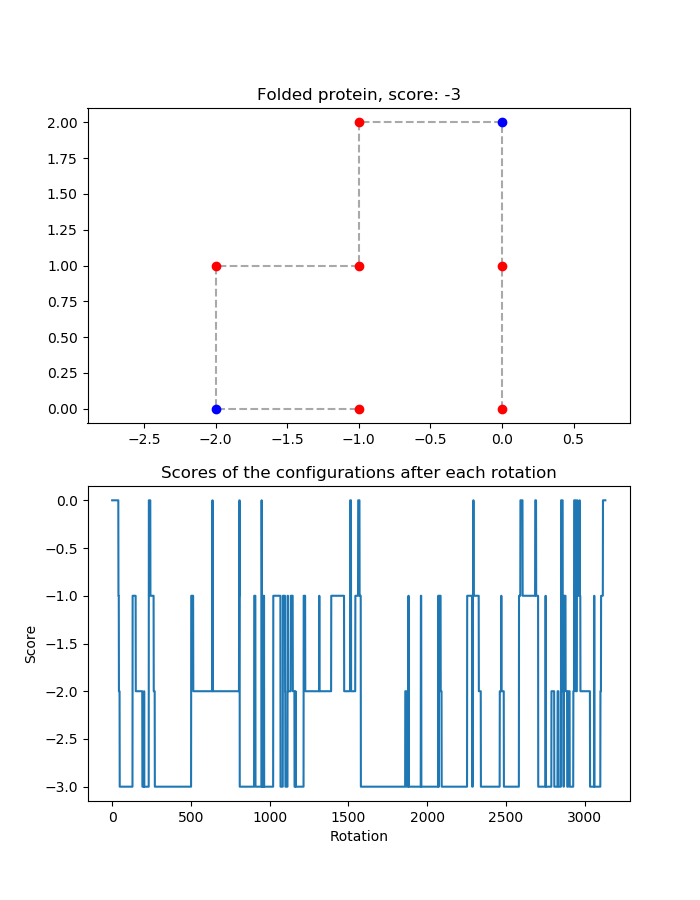 Folded protein, score: -3
2.00
1.75
1.50
1.25
1.00
0.75
0.50
0.25
0.00
−2.5 −2.0 −1.5 −1.0 −0.5 0.0 0.5
Scores of the configurations after each rotation
0.0
−0.5
−1.0
−1.5
−2.0
−2.5
−3.0
Score
0 500 1000 1500 2000 2500 3000
Rotation